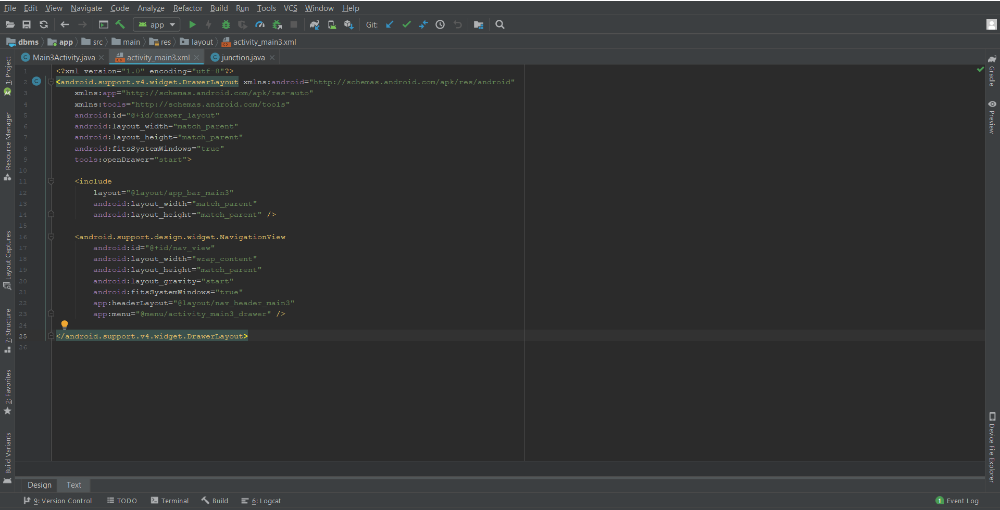 File Edit View Navigate Code Analyze Refactor Build Run Tools VCS Window Help
app Git:
dbms app src main res layout activity_main3.xml
Main3Activity.java activity_main3.xml junction.java
1 <?xml version="1.0" encoding="utf-8"?>
2 <android.support.v4.widget.DrawerLayout xmlns:android="http://schemas.android.com/apk/res/android"
3 xmlns:app="http://schemas.android.com/apk/res-auto"
4 xmlns:tools="http://schemas.android.com/tools"
5 android:id="@+id/drawer_layout"
6 android:layout_width="match_parent"
7 android:layout_height="match_parent"
8 android:fitsSystemWindows="true"
9 tools:openDrawer="start">
10
11 <include
12 layout="@layout/app_bar_main3"
13 android:layout_width="match_parent"
14 android:layout_height="match_parent" />
15
16 <android.support.design.widget.NavigationView
17 android:id="@+id/nav_view"
18 android:layout_width="wrap_content"
19 android:layout_height="match_parent"
20 android:layout_gravity="start"
21 android:fitsSystemWindows="true"
22 app:headerLayout="@layout/nav_header_main3"
23 app:menu="@menu/activity_main3_drawer" />
24
25 </android.support.v4.widget.DrawerLayout>
26
1: Project
Resource Manager
Layout Captures
7: Structure
2: Favorites
Build Variants
Gradle
Preview
Device File Explorer
Design Text
9: Version Control TODO Terminal Build 6: Logcat 1 Event Log